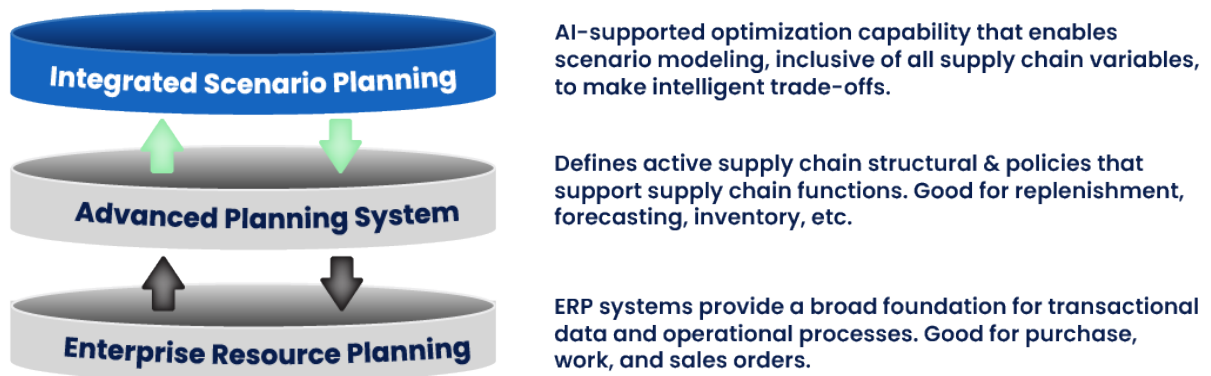 Integrated Scenario Planning
AI-supported optimization capability that enables
scenario modeling, inclusive of all supply chain variables,
to make intelligent trade-offs.
Advanced Planning System
Defines active supply chain structural & policies that
support supply chain functions. Good for replenishment,
forecasting, inventory, etc.
Enterprise Resource Planning
ERP systems provide a broad foundation for transactional
data and operational processes. Good for purchase,
work, and sales orders.